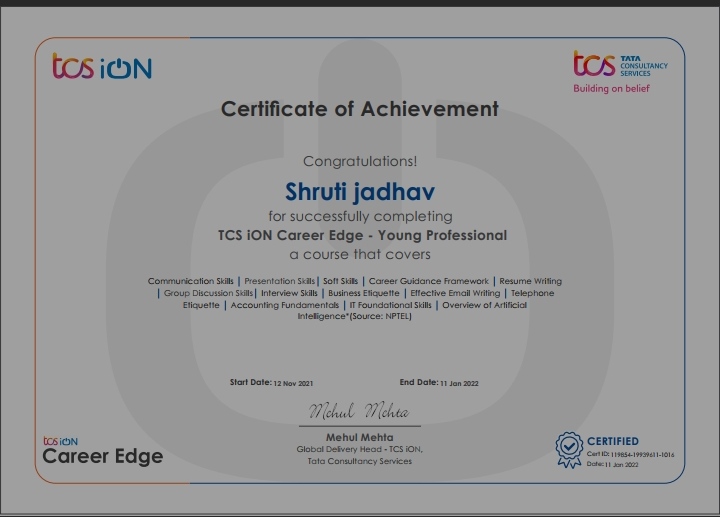 tcs iON
tcs TATA
CONSULTANCY
SERVICES
Building on belief
Certificate of Achievement
Congratulations!
Shruti jadhav
for successfully completing
TCS iON Career Edge - Young Professional
a course that covers
Communication Skills | Presentation Skills | Soft Skills | Career Guidance Framework | Resume Writing
| Group Discussion Skills | Interview Skills | Business Etiquette | Effective Email Writing | Telephone
Etiquette | Accounting Fundamentals | IT Foundational Skills | Overview of Artificial
Intelligence*(Source: NPTEL)
Start Date: 12 Nov 2021
End Date: 11 Jan 2022
Mehul Mehta
Mehul Mehta
Global Delivery Head - TCS iON,
Tata Consultancy Services
tcs iON
Career Edge
CERTIFIED
Cert ID: 119854-19939611-1016
Date: 11 Jan 2022